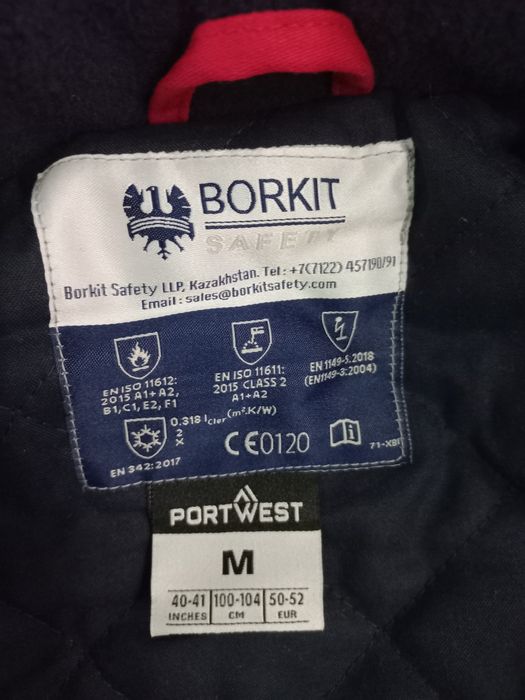 BORKIT
SAFETY
Borkit Safety LLP, Kazakhstan. Tel: +7(7122) 457190/91
Email: sales@borkitsafety.com
EN ISO 11612:
2015 A1+A2,
B1,C1, E2, F1
EN ISO 11611:
2015 CLASS 2
A1+A2
EN 1149-5:2018
(EN1149-3:2004)
0.318 Icler (m².K/W)
2
X
EN 342:2017
CE0120
i
PORTWEST
M
40-41 100-104 50-52
INCHES CM EUR